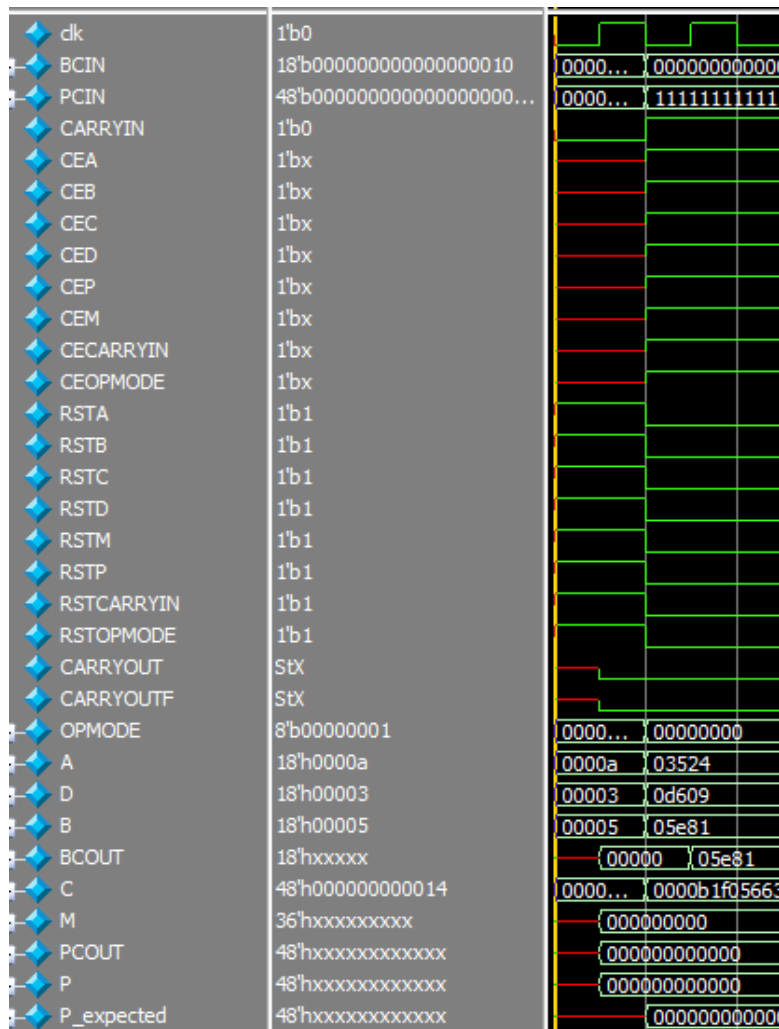 clk 1'b0
BCIN 18'b000000000000000010 0000... 000000000000
PCIN 48'b0000000000000000000... 0000... 11111111111
CARRYIN 1'b0
CEA 1'bx
CEB 1'bx
CEC 1'bx
CED 1'bx
CEP 1'bx
CEM 1'bx
CECARRYIN 1'bx
CEOPMODE 1'bx
RSTA 1'b1
RSTB 1'b1
RSTC 1'b1
RSTD 1'b1
RSTM 1'b1
RSTP 1'b1
RSTCARRYIN 1'b1
RSTOPMODE 1'b1
CARRYOUT StX
CARRYOUTF StX
OPMODE 8'b00000001 0000... 00000000
A 18'h0000a 0000a 03524
D 18'h00003 00003 0d609
B 18'h00005 00005 05e81
BCOUT 18'hxxxxx 00000 05e81
C 48'h000000000014 0000... 0000b1f05663
M 36'hxxxxxxxxx 000000000
PCOUT 48'hxxxxxxxxxxxx 000000000000
P 48'hxxxxxxxxxxxx 000000000000
P_expected 48'hxxxxxxxxxxxx 00000000000